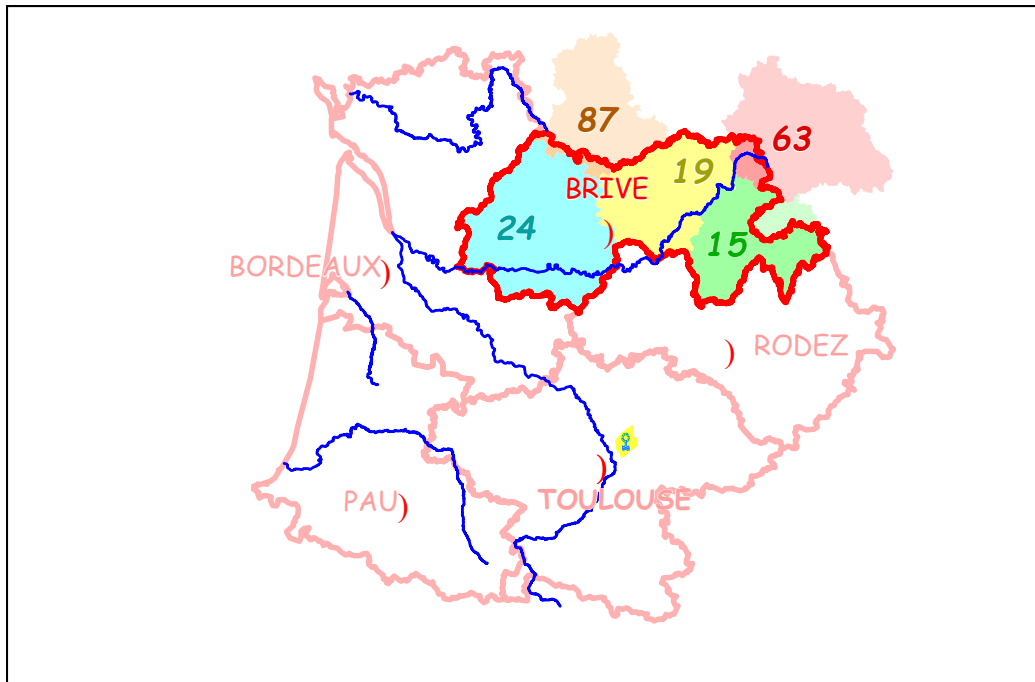 87
63
19
BRIVE
24
15
BORDEAUX
RODEZ
PAU
TOULOUSE